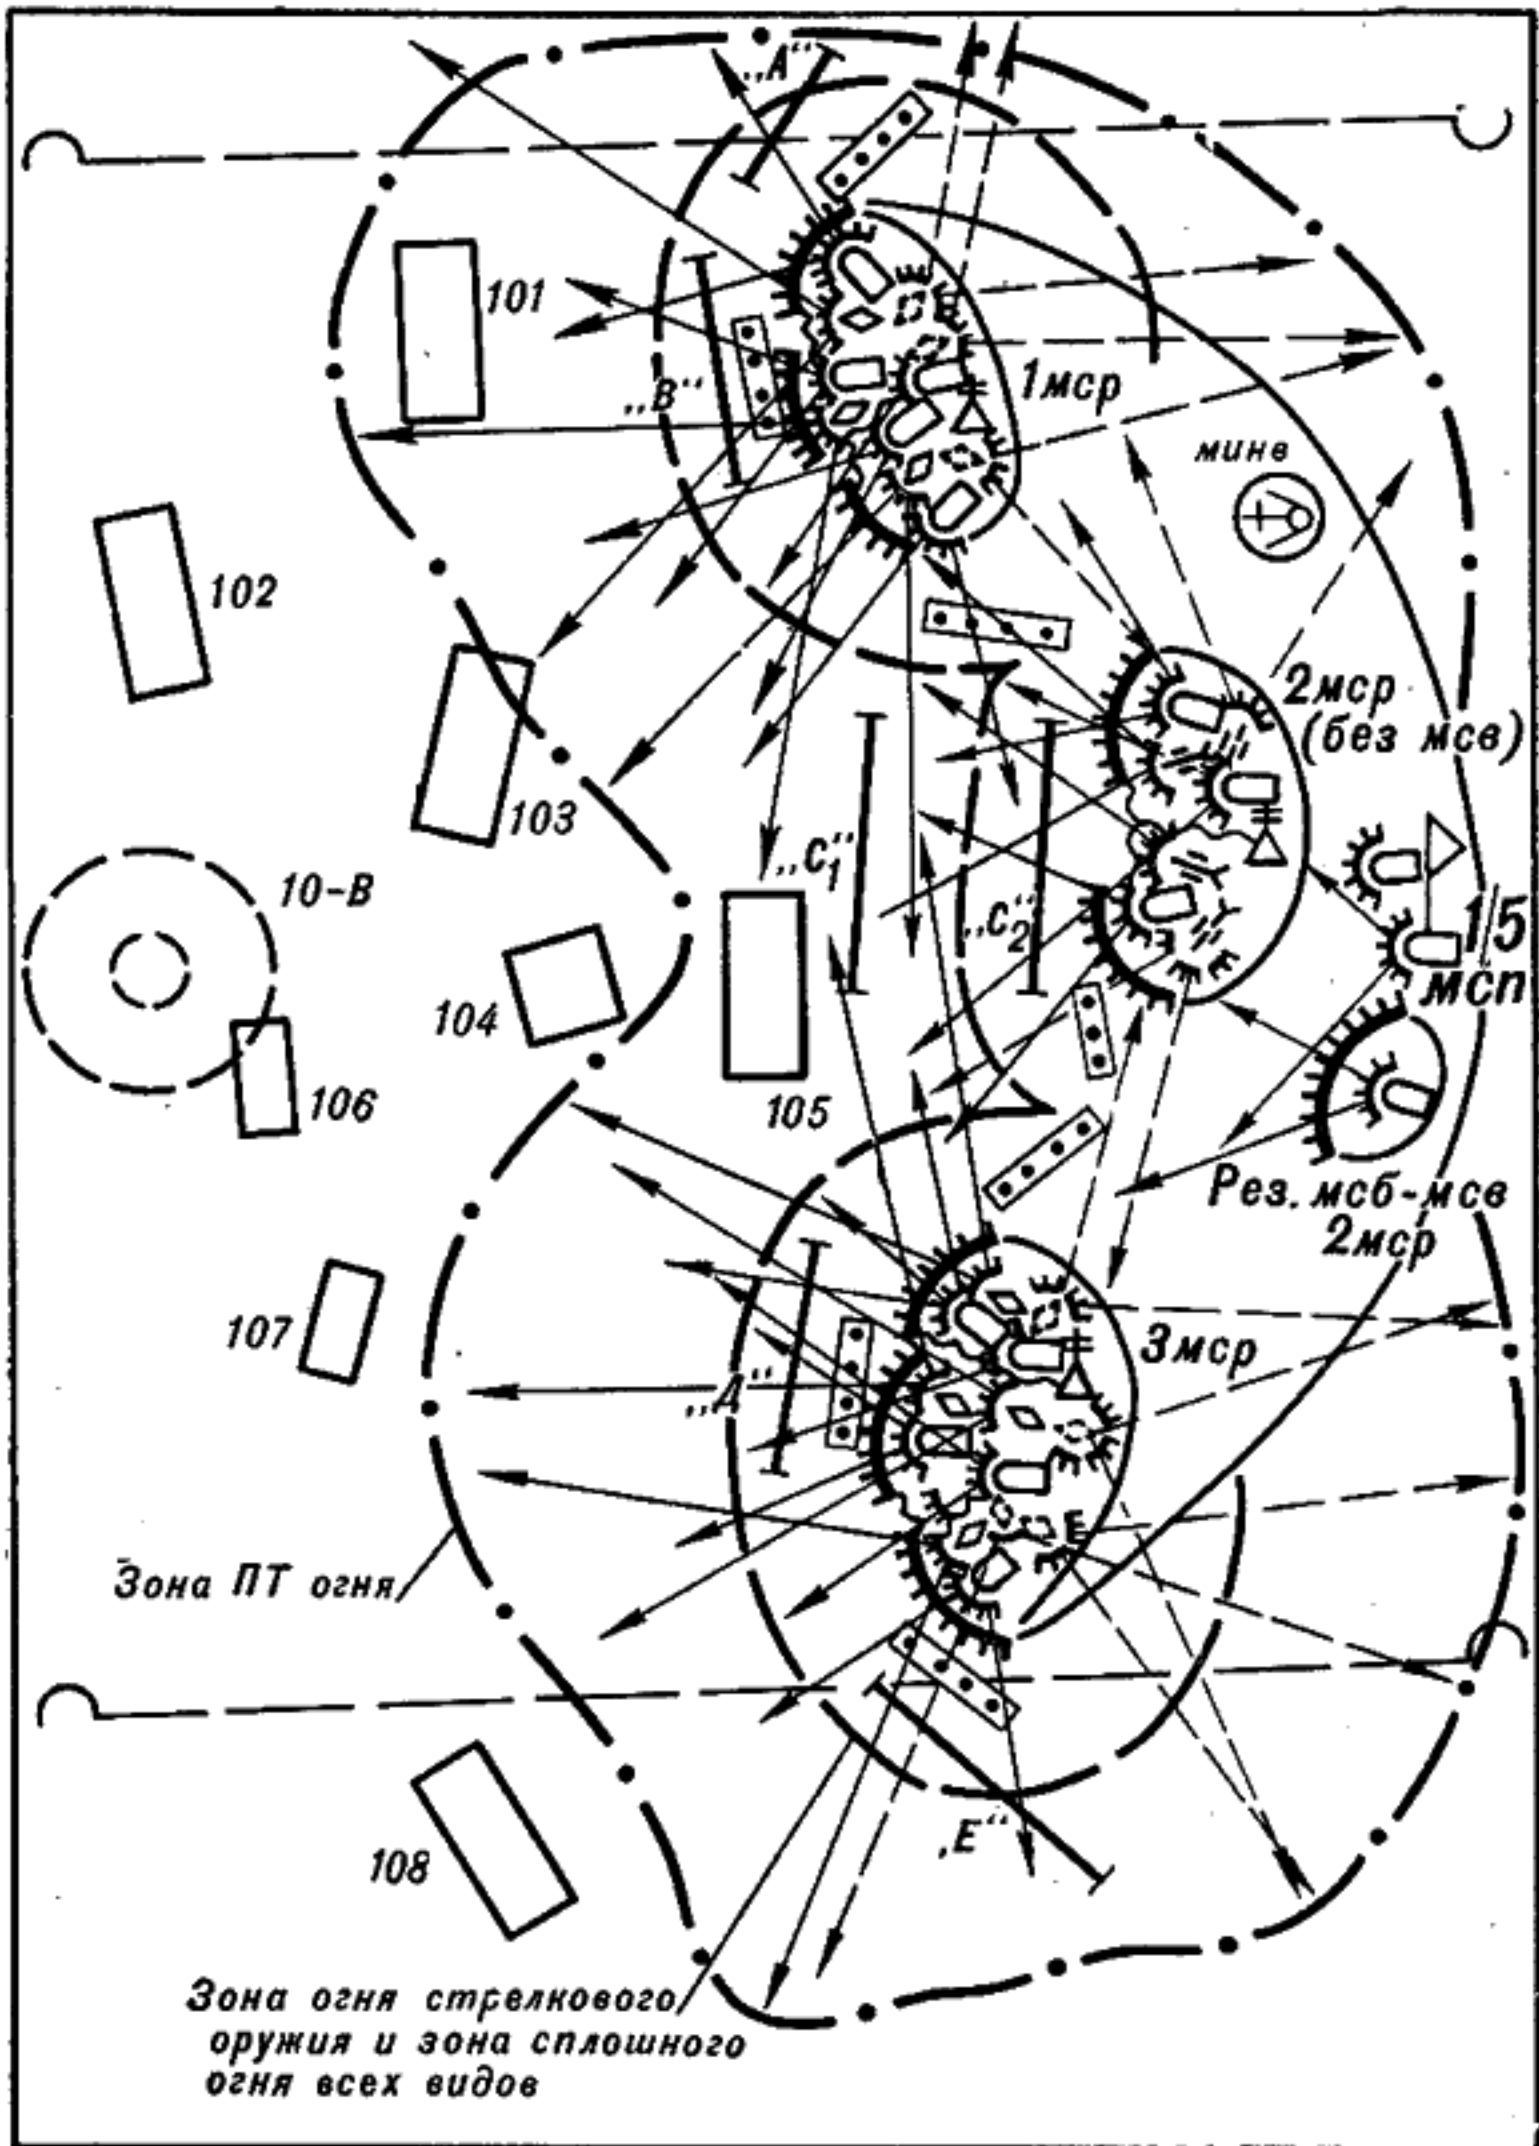 „А“
101
„В“
1мср
минв
102
2мср
(без мсв)
103
10-В
„С₁“
„С₂“
1/5
мсп
104
106
105
Рез. мсб-мсв
2мср
107
3мср
„Д“
Зона ПТ огня
„Е“
108
Зона огня стрелкового
оружия и зона сплошного
огня всех видов